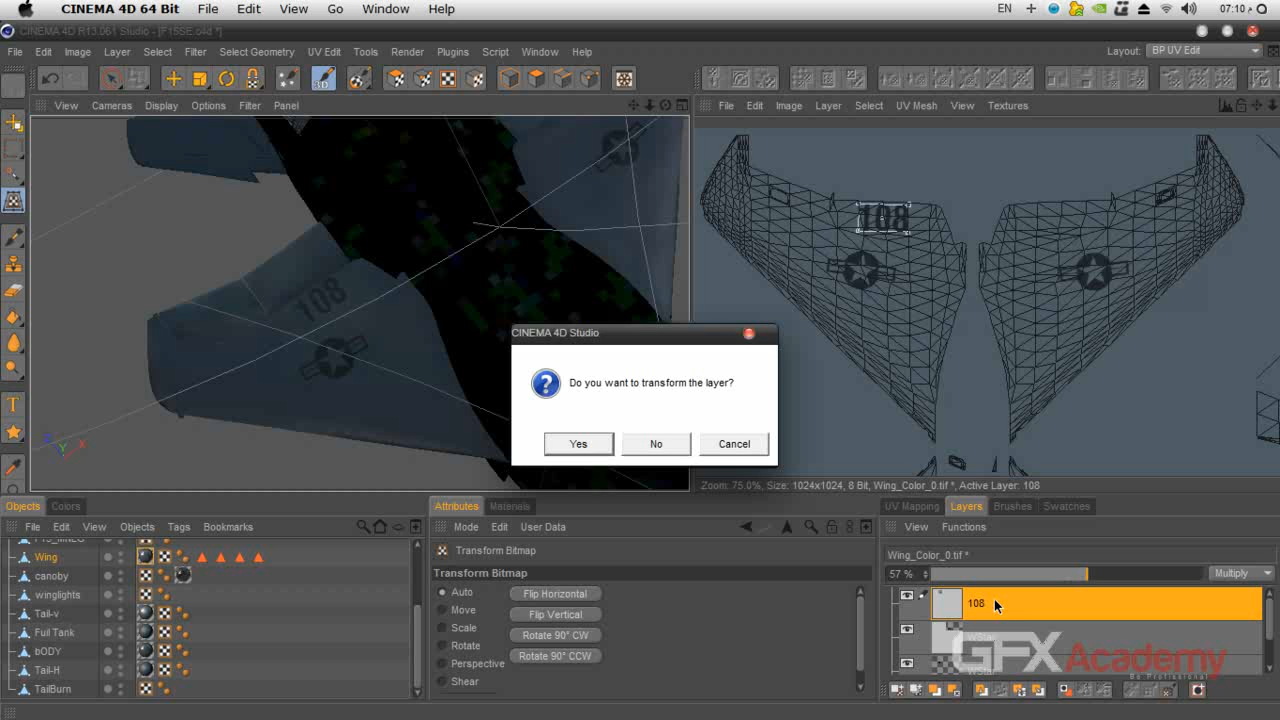 CINEMA 4D 64 Bit File Edit View Go Window Help EN 07:10 م
CINEMA 4D R13.061 Studio - [F15SE.c4d *]
File Edit Image Layer Select Filter Select Geometry UV Edit Tools Render Plugins Script Window Help Layout: BP UV Edit
3D
View Cameras Display Options Filter Panel
File Edit Image Layer Select UV Mesh View Textures
108
108
CINEMA 4D Studio
Do you want to transform the layer?
Yes No Cancel
Y X
Zoom: 75.0%, Size: 1024x1024, 8 Bit, Wing_Color_0.tif *, Active Layer: 108
Objects Colors
Attributes Materials
UV Mapping Layers Brushes Swatches
File Edit View Objects Tags Bookmarks
Mode Edit User Data
View Functions
Wing
canoby
winglights
Tail-v
Full Tank
bODY
Tail-H
TailBurn
Transform Bitmap
Transform Bitmap
Auto Flip Horizontal
Move Flip Vertical
Scale Rotate 90° CW
Rotate Rotate 90° CCW
Perspective
Shear
Wing_Color_0.tif *
57 % Multiply
108
WStar
WStar
GFX Academy
Be Professional